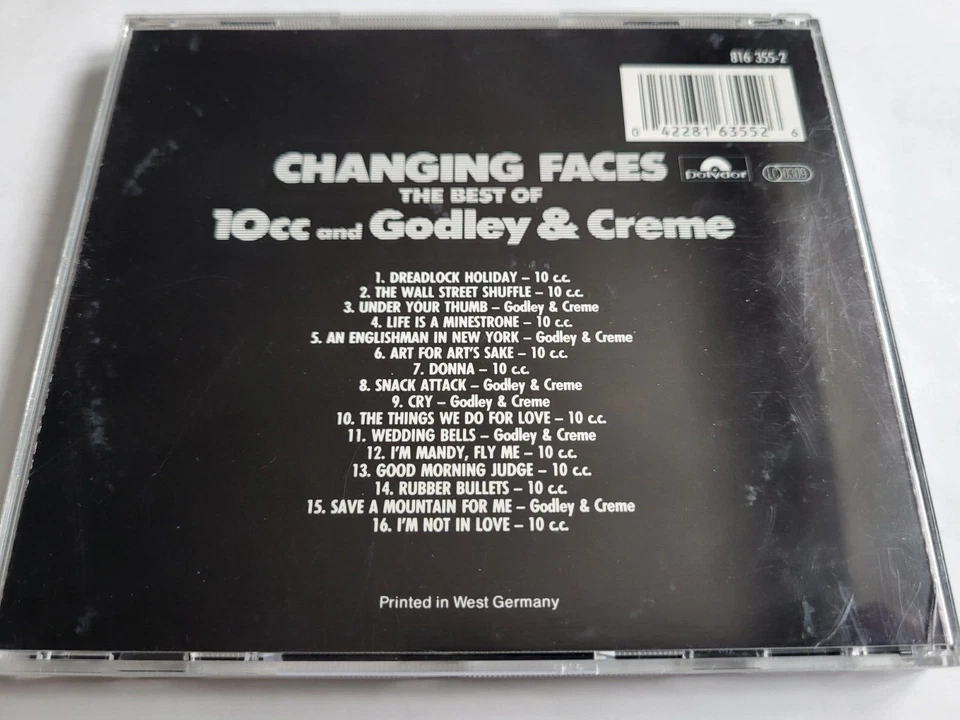 816 355-2
0 42281 63552 6
CHANGING FACES
polydor
LC 0309
THE BEST OF
10cc and Godley & Creme
1. DREADLOCK HOLIDAY – 10 c.c.
2. THE WALL STREET SHUFFLE – 10 c.c.
3. UNDER YOUR THUMB – Godley & Creme
4. LIFE IS A MINESTRONE – 10 c.c.
5. AN ENGLISHMAN IN NEW YORK – Godley & Creme
6. ART FOR ART'S SAKE – 10 c.c.
7. DONNA – 10 c.c.
8. SNACK ATTACK – Godley & Creme
9. CRY – Godley & Creme
10. THE THINGS WE DO FOR LOVE – 10 c.c.
11. WEDDING BELLS – Godley & Creme
12. I'M MANDY, FLY ME – 10 c.c.
13. GOOD MORNING JUDGE – 10 c.c.
14. RUBBER BULLETS – 10 c.c.
15. SAVE A MOUNTAIN FOR ME – Godley & Creme
16. I'M NOT IN LOVE – 10 c.c.
Printed in West Germany